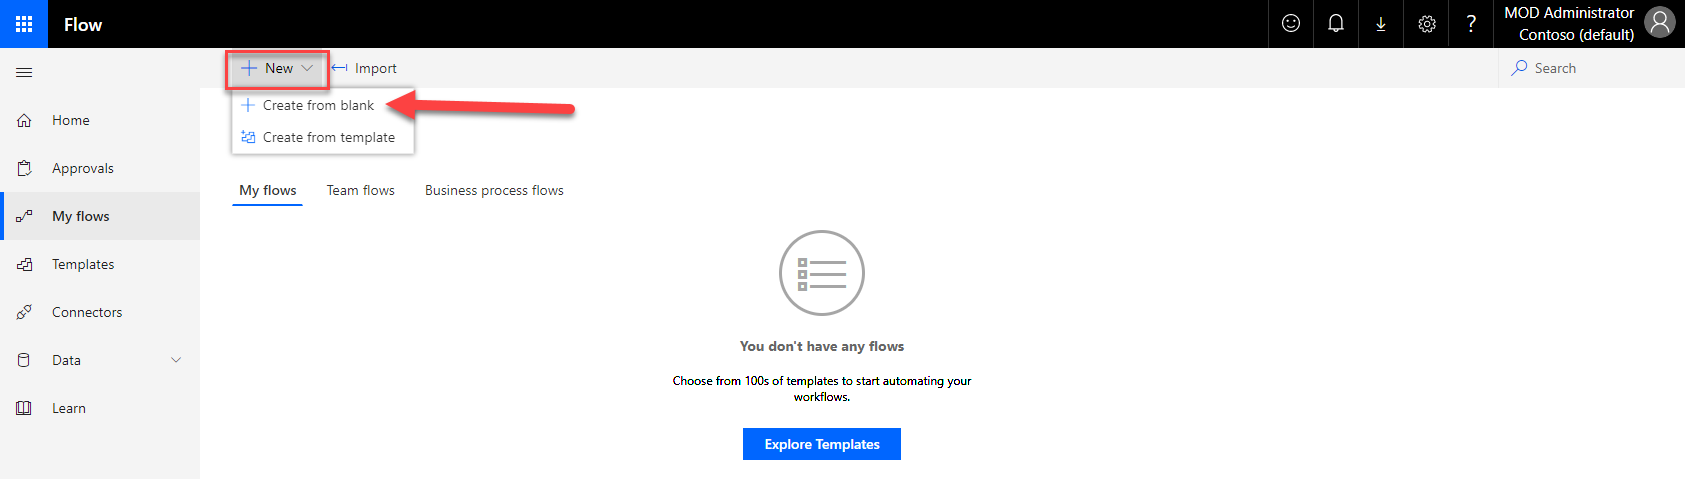 Flow
MOD Administrator
Contoso (default)
New
Import
Search
Create from blank
Create from template
Home
Approvals
My flows
Templates
Connectors
Data
Learn
My flows
Team flows
Business process flows
You don't have any flows
Choose from 100s of templates to start automating your
workflows.
Explore Templates